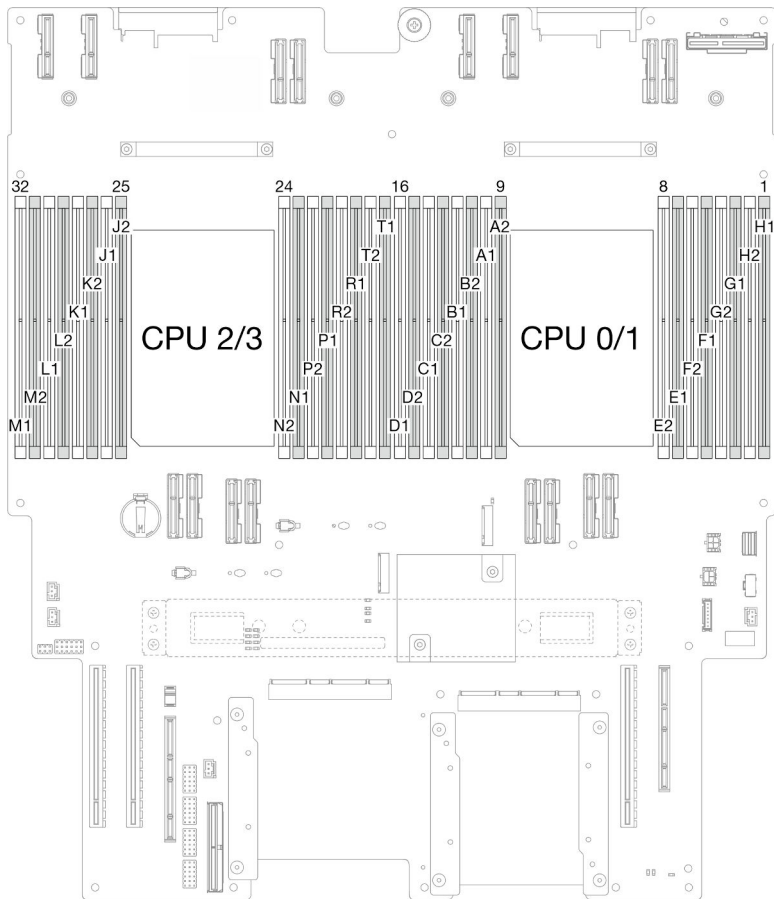 32 25 24 16 9 8 1
J2 T1 A2 H1
J1 T2 A1 H2
K2 R1 B2 G1
K1 R2 B1 G2
CPU 2/3 CPU 0/1
L2 P1 C2 F1
L1 P2 C1 F2
M2 N1 D2 E1
M1 N2 D1 E2